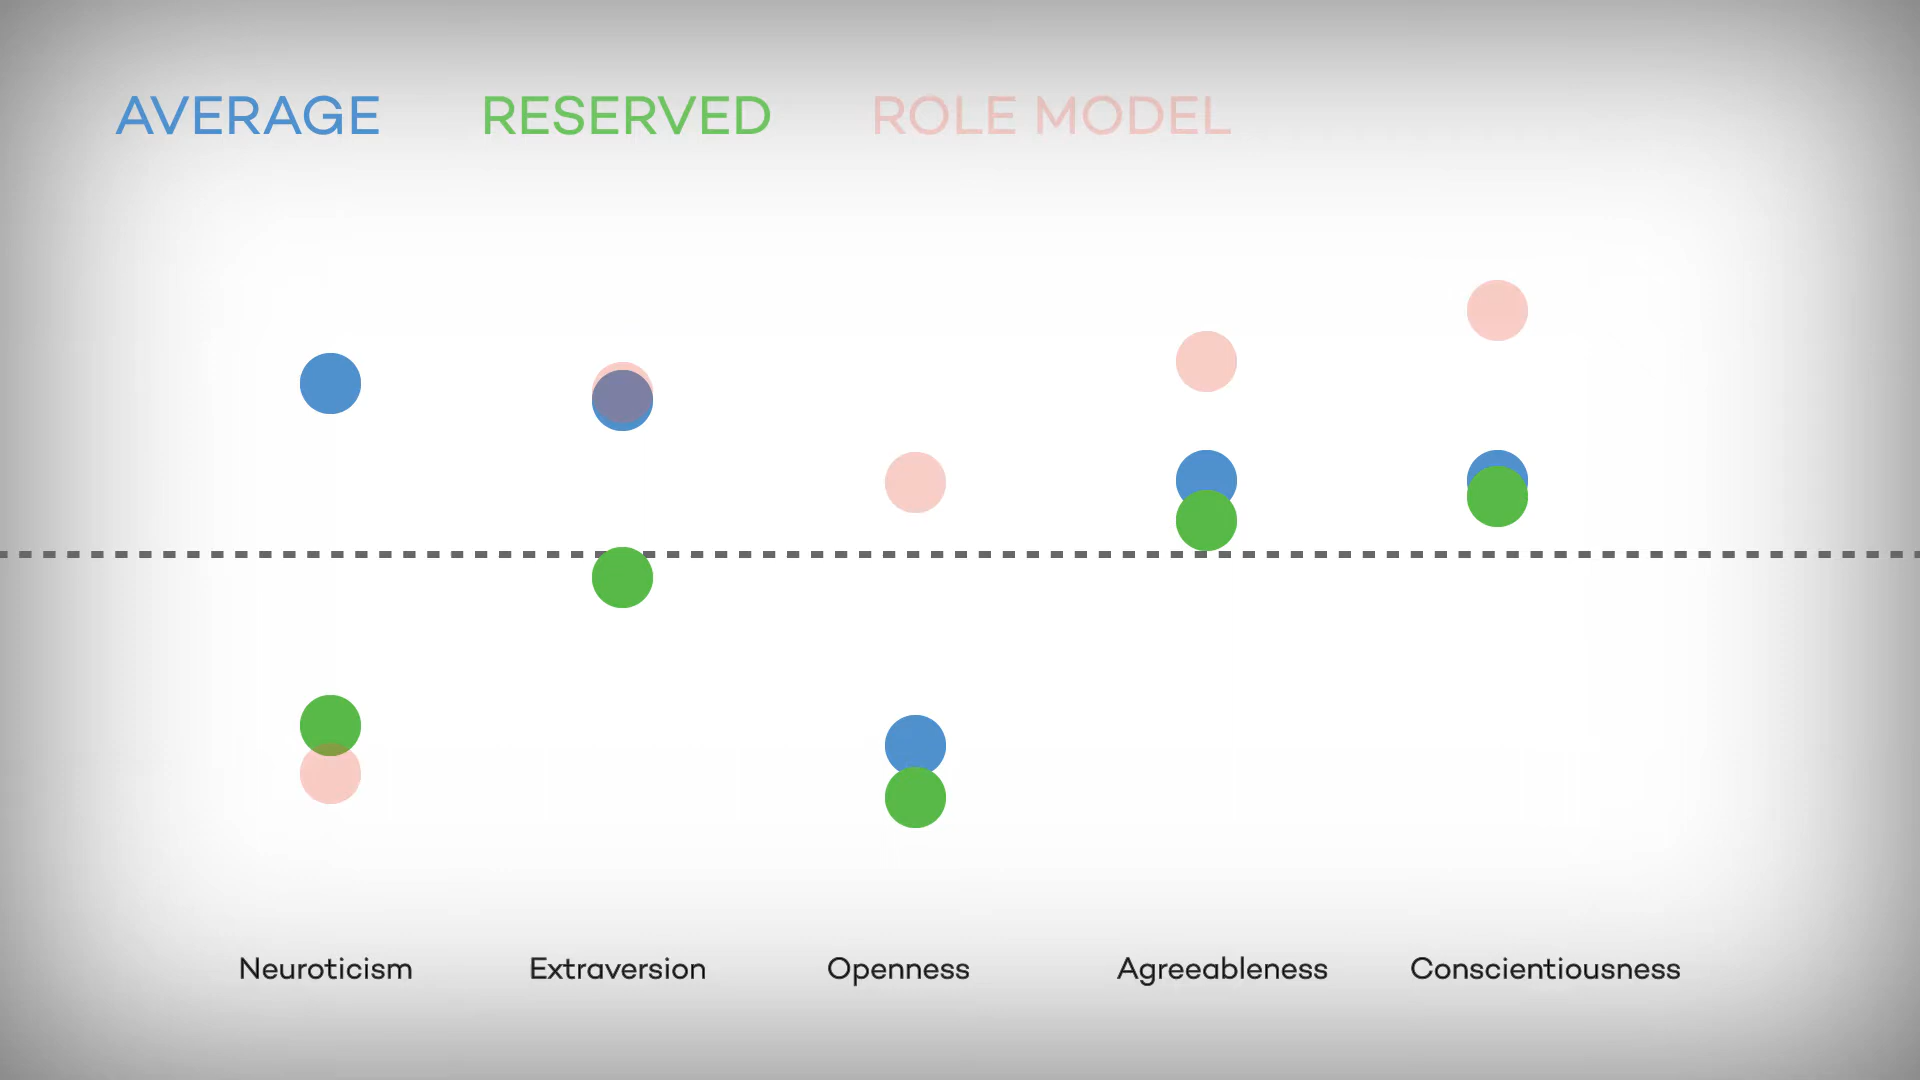 AVERAGE RESERVED ROLE MODEL
Neuroticism Extraversion Openness Agreeableness Conscientiousness